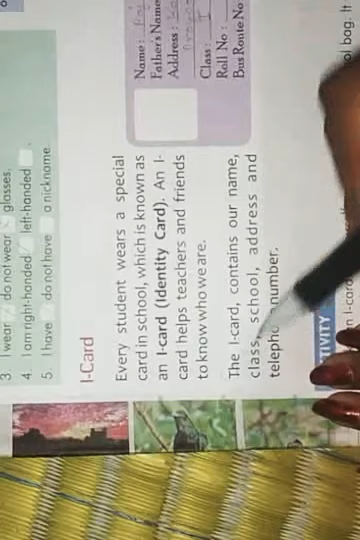 3. I wear do not wear glasses.
4. I am right-handed left-handed .
5. I have do not have a nickname.
I-Card
Every student wears a special
card in school, which is known as
an I-card (Identity Card). An I-
card helps teachers and friends
to know who we are.
The I-card, contains our name,
class, school, address and
number.
Name :
Father's Name
Address :
Class : I
Roll No :
Bus Route No